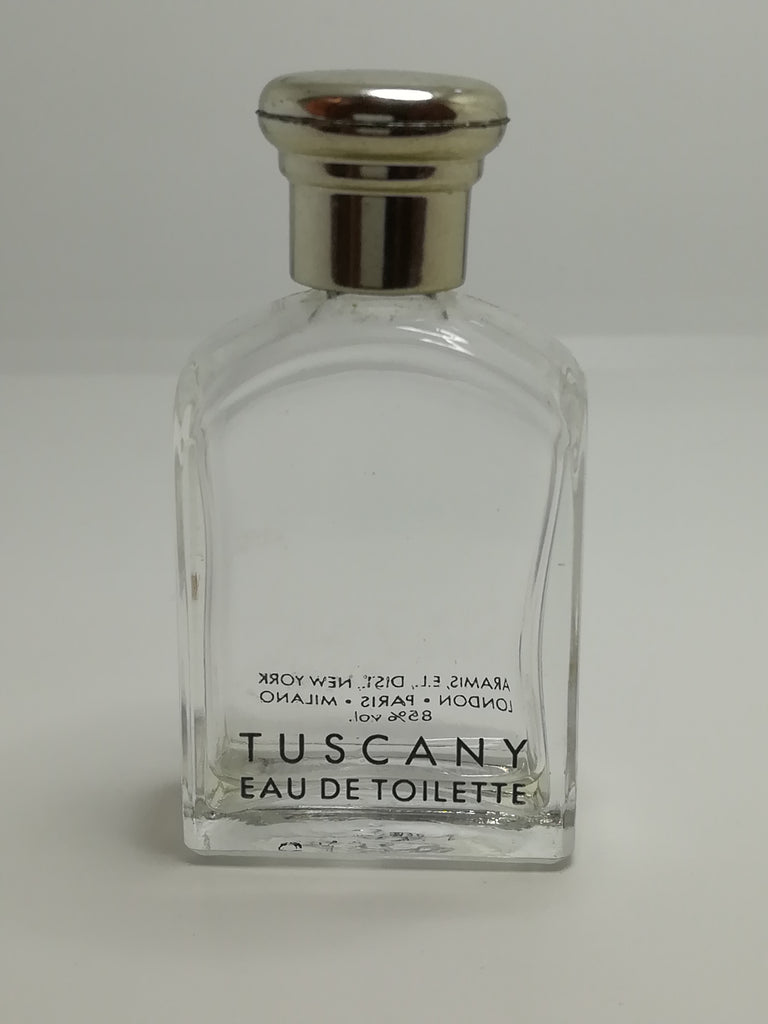 ARAMIS, E.I., DIST., NEW YORK
LONDON • PARIS • MILANO
85% vol.
TUSCANY
EAU DE TOILETTE